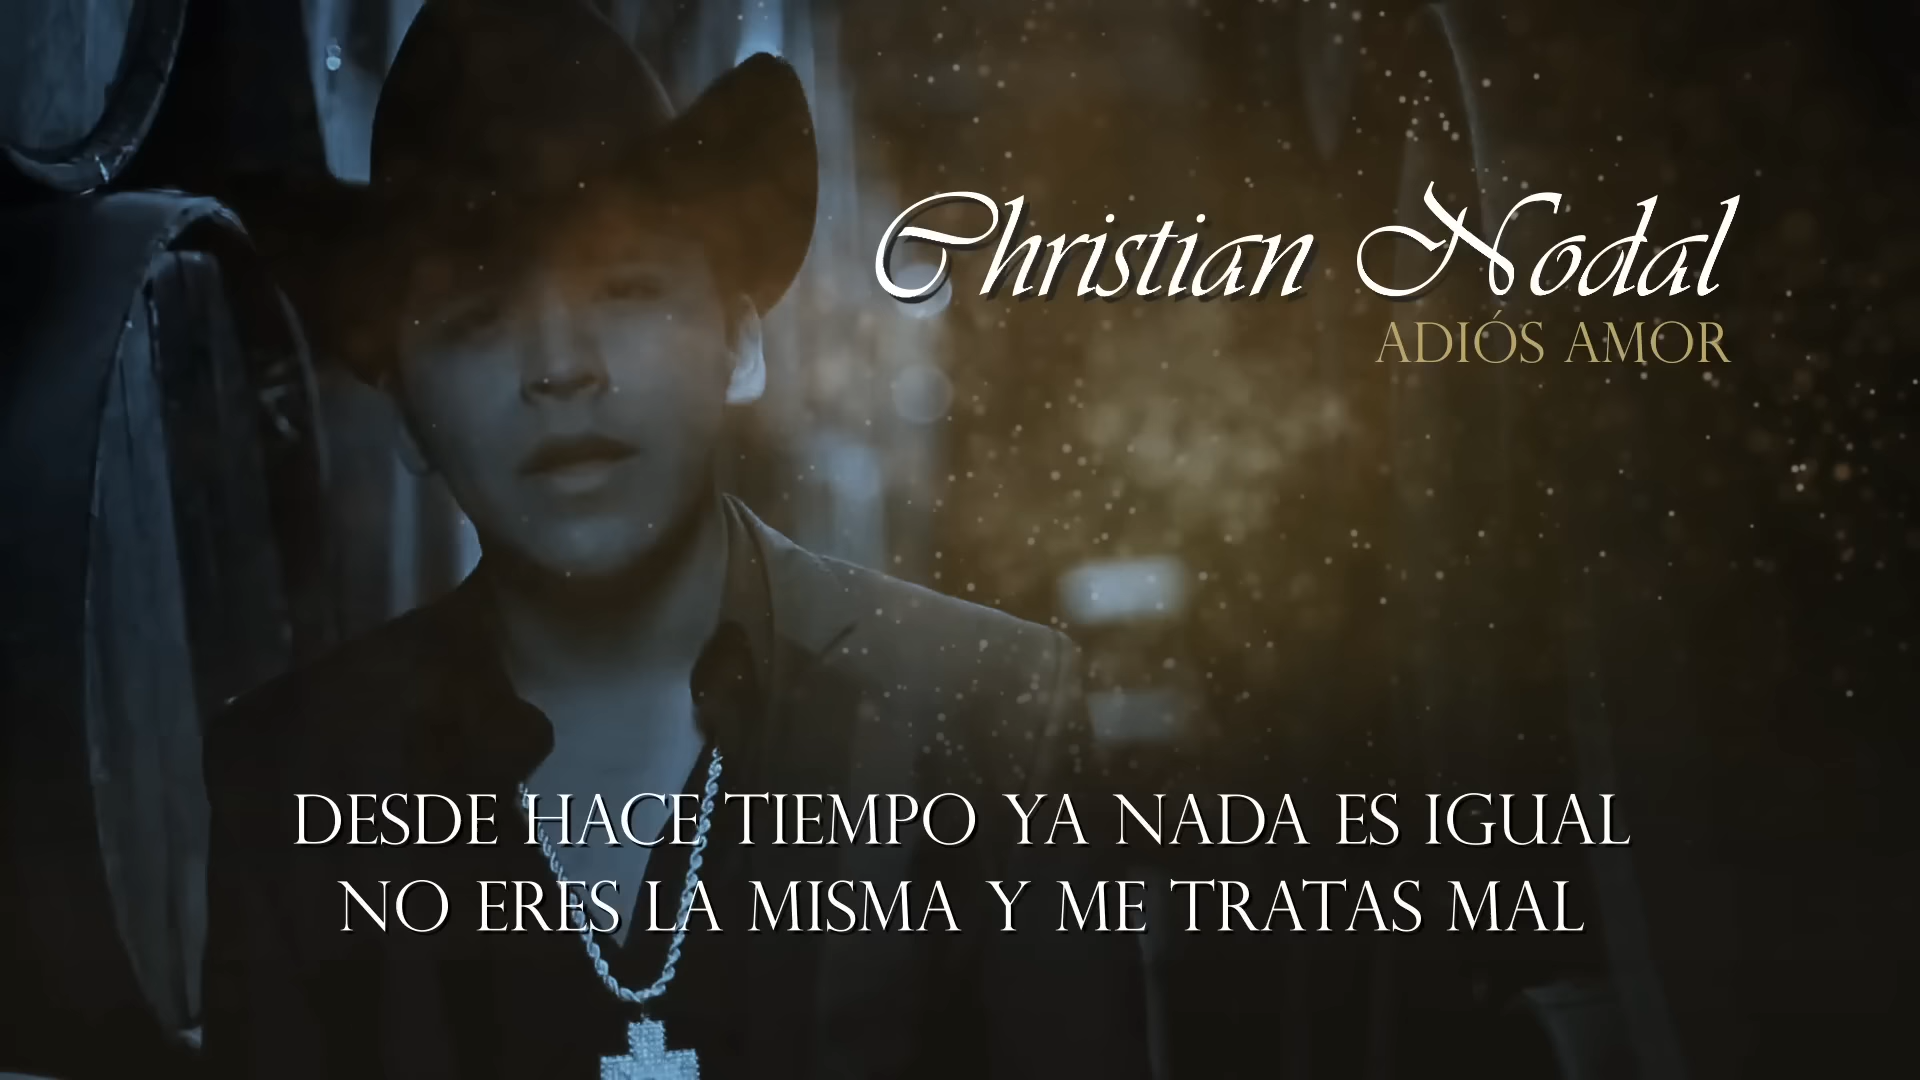 Christian Nodal
ADIÓS AMOR
DESDE HACE TIEMPO YA NADA ES IGUAL
NO ERES LA MISMA Y ME TRATAS MAL